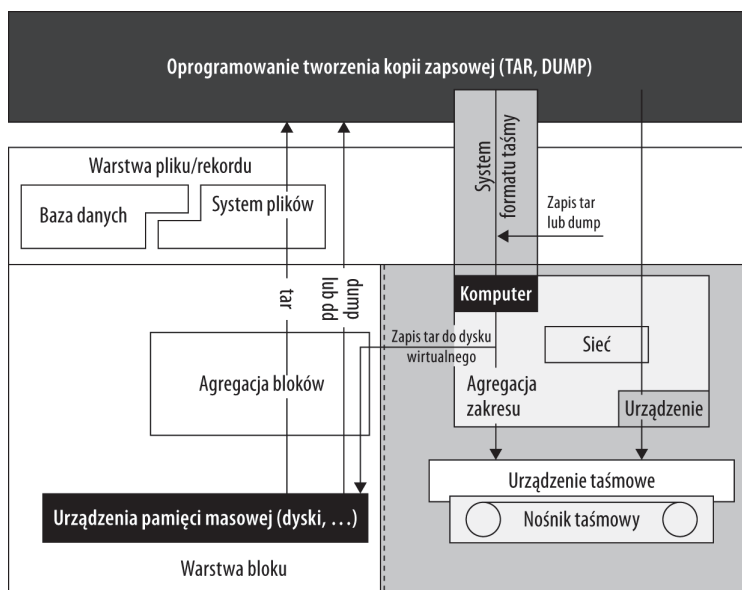 Oprogramowanie tworzenia kopii zapsowej (TAR, DUMP)
Warstwa pliku/rekordu
Baza danych
System plików
System
formatu taśmy
Zapis tar
lub dump
tar
dump
lub dd
Komputer
Sieć
Zapis tar do dysku
wirtualnego
Agregacja bloków
Agregacja
zakresu
Urządzenie
Urządzenie taśmowe
Urządzenia pamięci masowej (dyski, …)
Nośnik taśmowy
Warstwa bloku